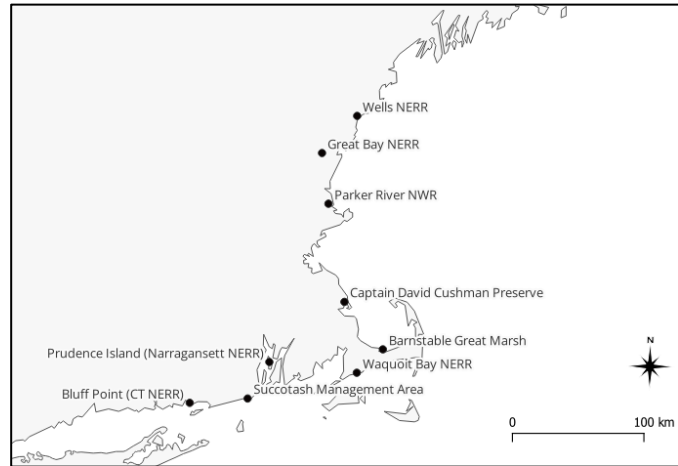 Wells NERR
Great Bay NERR
Parker River NWR
Captain David Cushman Preserve
Barnstable Great Marsh
Prudence Island (Narragansett NERR)
Waquoit Bay NERR
Succotash Management Area
Bluff Point (CT NERR)
N
0 100 km